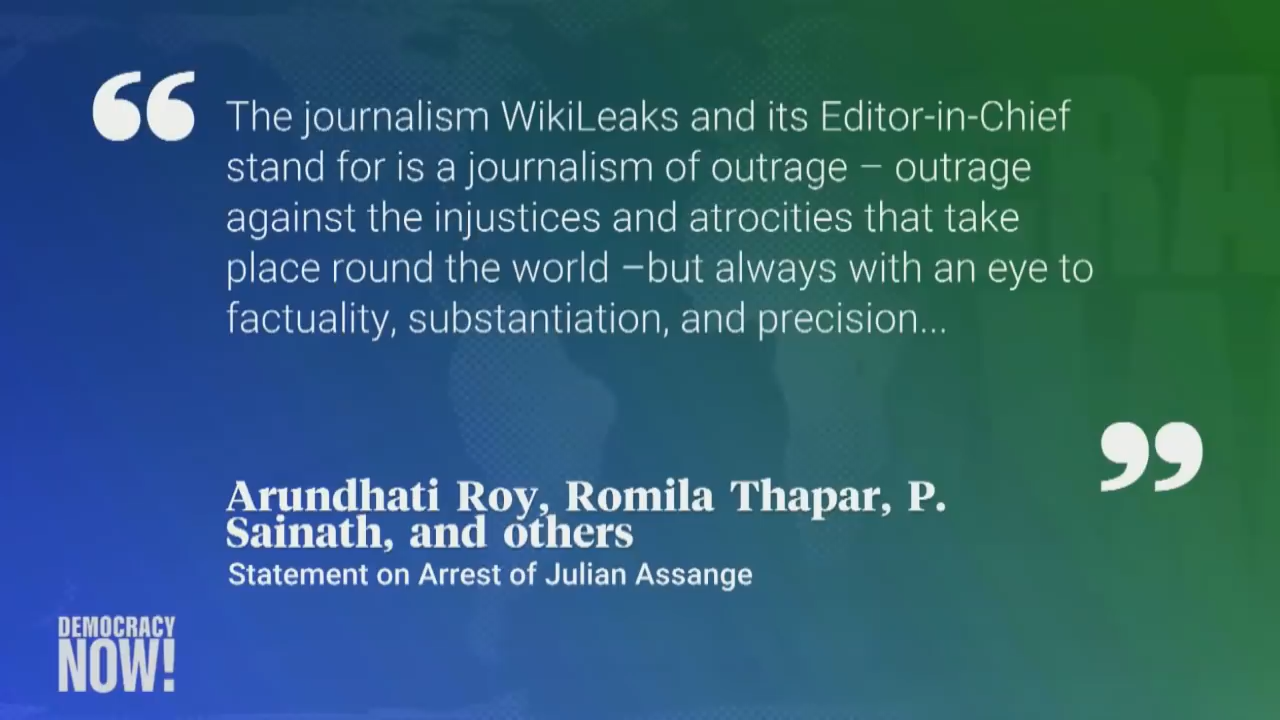 “
The journalism WikiLeaks and its Editor-in-Chief
stand for is a journalism of outrage – outrage
against the injustices and atrocities that take
place round the world –but always with an eye to
factuality, substantiation, and precision...
”
Arundhati Roy, Romila Thapar, P.
Sainath, and others
Statement on Arrest of Julian Assange
DEMOCRACY
NOW!